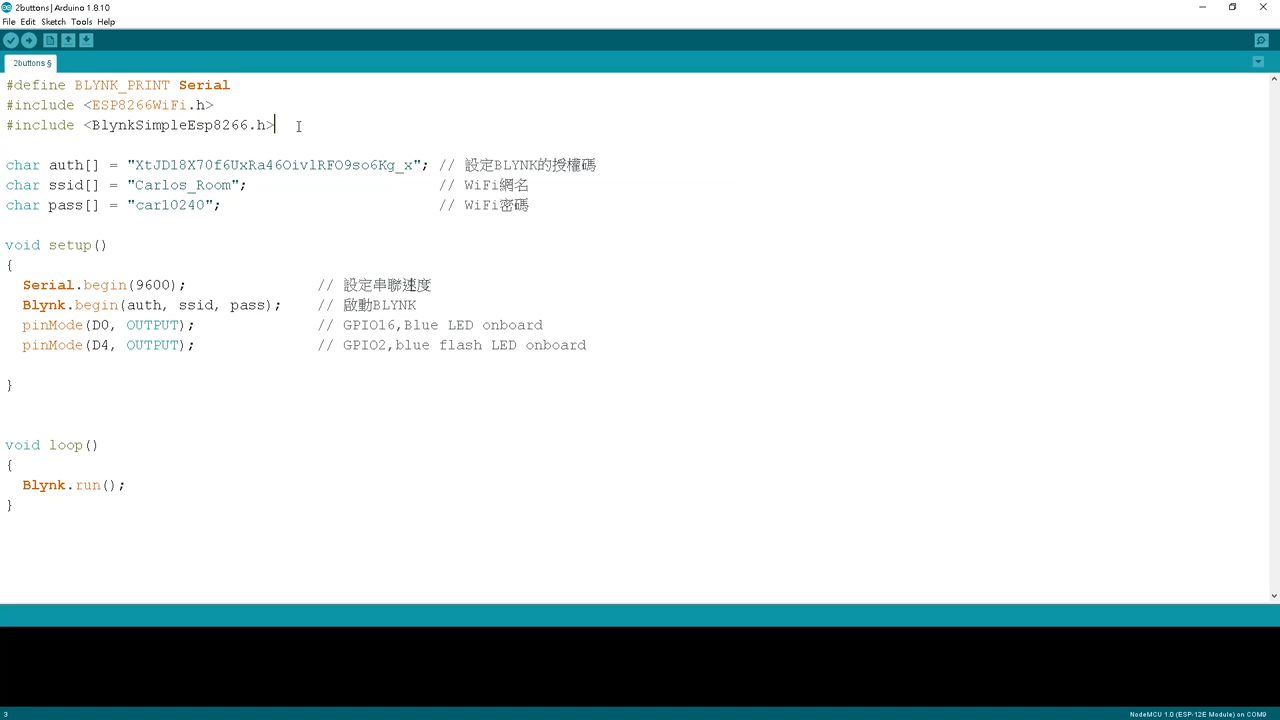 2buttons | Arduino 1.8.10
File Edit Sketch Tools Help
2buttons §
#define BLYNK_PRINT Serial
#include <ESP8266WiFi.h>
#include <BlynkSimpleEsp8266.h>
char auth[] = "XtJD18X70f6UxRa46OivlRFO9so6Kg_x"; // 設定BLYNK的授權碼
char ssid[] = "Carlos_Room"; // WiFi網名
char pass[] = "car10240"; // WiFi密碼
void setup()
{
Serial.begin(9600); // 設定串聯速度
Blynk.begin(auth, ssid, pass); // 啟動BLYNK
pinMode(D0, OUTPUT); // GPIO16,Blue LED onboard
pinMode(D4, OUTPUT); // GPIO2,blue flash LED onboard
}
void loop()
{
Blynk.run();
}
3 NodeMCU 1.0 (ESP-12E Module) on COM9